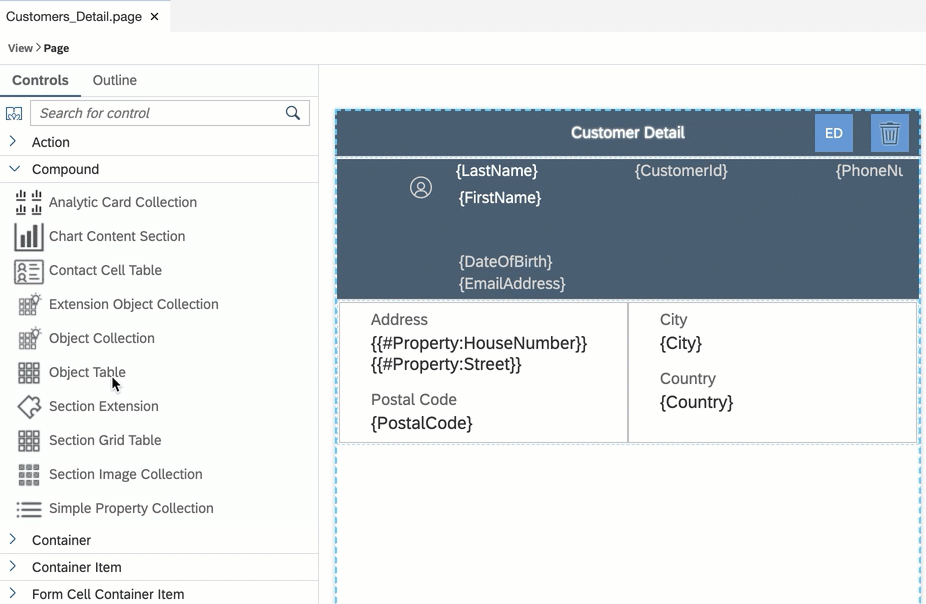 Customers_Detail.page ×
View > Page
Controls Outline
Search for control
Action
Compound
Analytic Card Collection
Chart Content Section
Contact Cell Table
Extension Object Collection
Object Collection
Object Table
Section Extension
Section Grid Table
Section Image Collection
Simple Property Collection
Container
Container Item
Form Cell Container Item
Customer Detail ED
{LastName} {CustomerId} {PhoneNu
{FirstName}
{DateOfBirth}
{EmailAddress}
Address
{{#Property:HouseNumber}}
{{#Property:Street}}
Postal Code
{PostalCode}
City
{City}
Country
{Country}